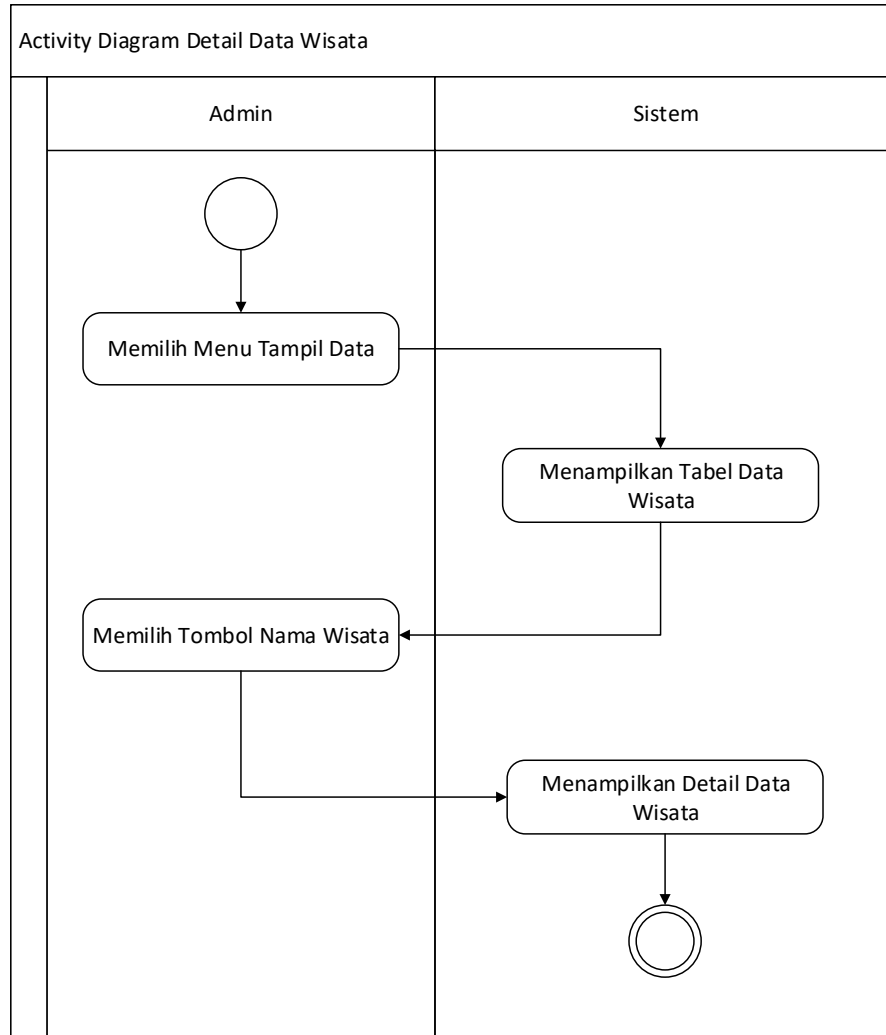 Activity Diagram Detail Data Wisata
Admin
Sistem
Memilih Menu Tampil Data
Menampilkan Tabel Data
Wisata
Memilih Tombol Nama Wisata
Menampilkan Detail Data
Wisata